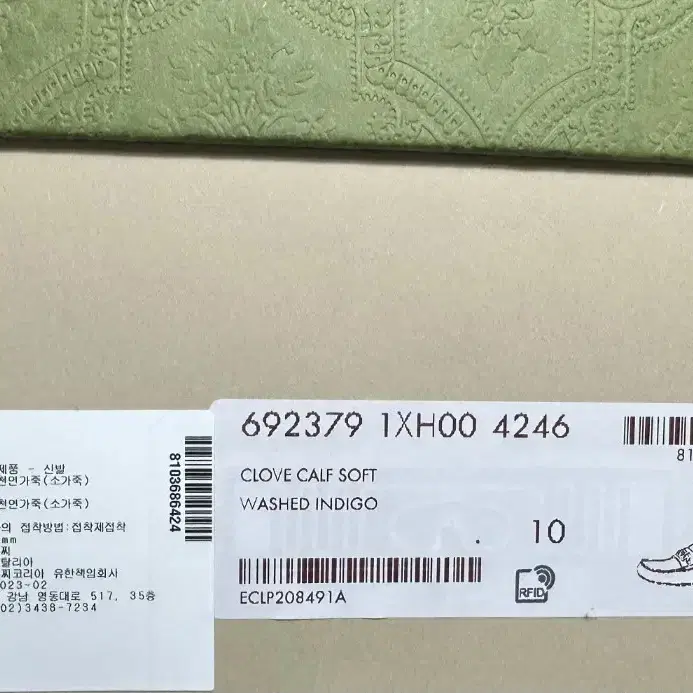 제품 - 신발
천연가죽(소가죽)
천연가죽(소가죽)
의 접착방법:접착제접착
mm
찌
탈리아
찌코리아 유한책임회사
023-02
강남 영동대로 517, 35층
02)3438-7234
8103686424
692379 1XH00 4246
81
CLOVE CALF SOFT
WASHED INDIGO
. 10
RFID
ECLP208491A